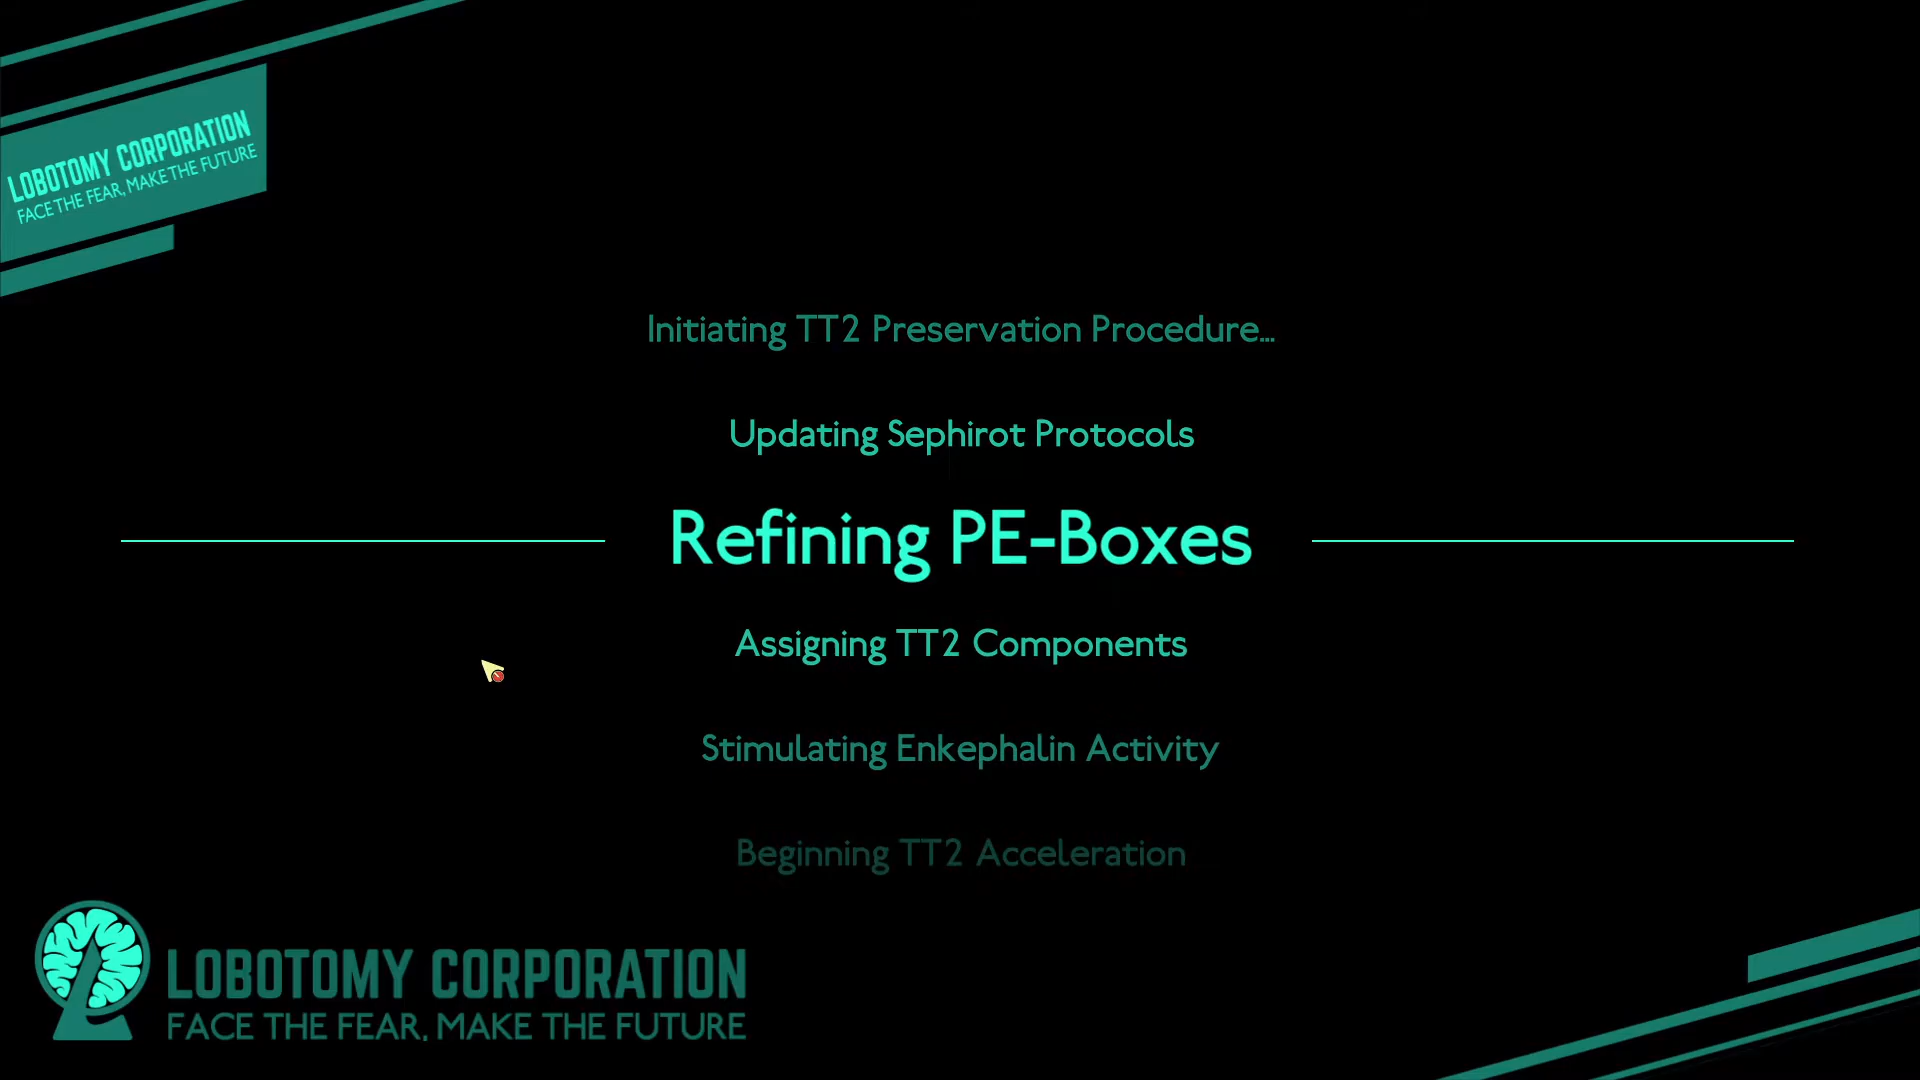 LOBOTOMY CORPORATION
FACE THE FEAR, MAKE THE FUTURE
Initiating TT2 Preservation Procedure...
Updating Sephirot Protocols
Refining PE-Boxes
Assigning TT2 Components
Stimulating Enkephalin Activity
Beginning TT2 Acceleration
LOBOTOMY CORPORATION
FACE THE FEAR, MAKE THE FUTURE